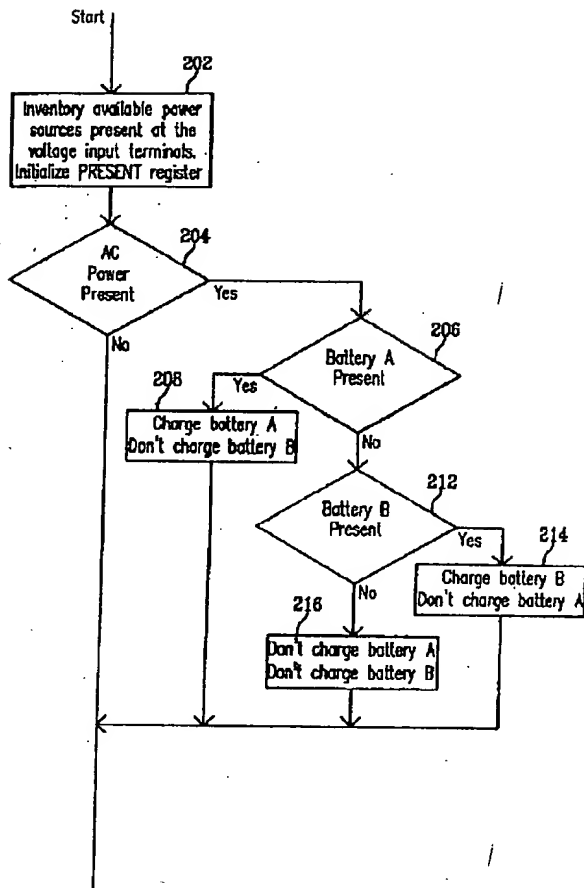 Start
202
Inventory available power
sources present at the
voltage input terminals.
Initialize PRESENT register
204
AC
Power
Present
Yes
No
206
Battery A
Present
Yes
No
208
Charge battery A
Don't charge battery B
212
Battery B
Present
Yes
No
214
Charge battery B
Don't charge battery A
216
Don't charge battery A
Don't charge battery B